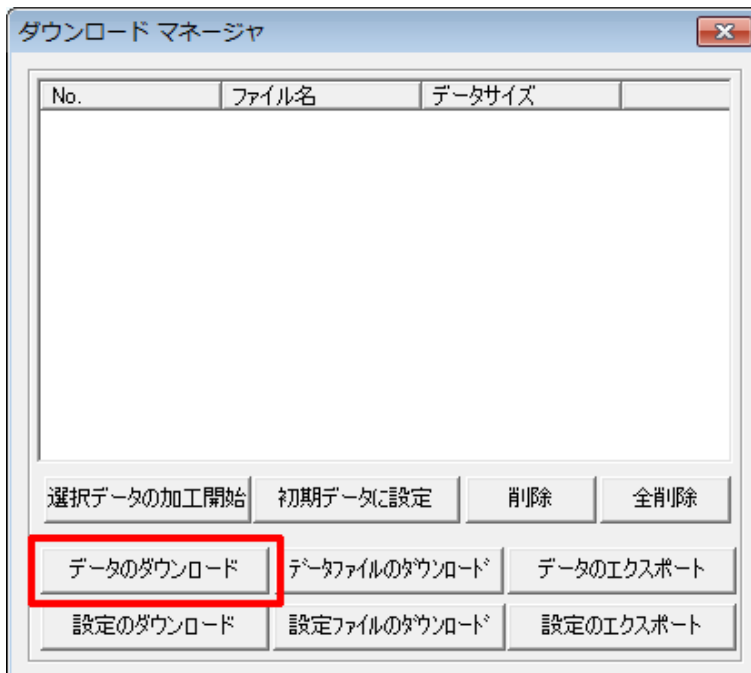 ダウンロード マネージャ
No. ファイル名 データサイズ
選択データの加工開始 初期データに設定 削除 全削除
データのダウンロード ﾃﾞｰﾀﾌｧｲﾙのﾀﾞｳﾝﾛｰﾄﾞ データのエクスポート
設定のダウンロード 設定ﾌｧｲﾙのﾀﾞｳﾝﾛｰﾄﾞ 設定のエクスポート